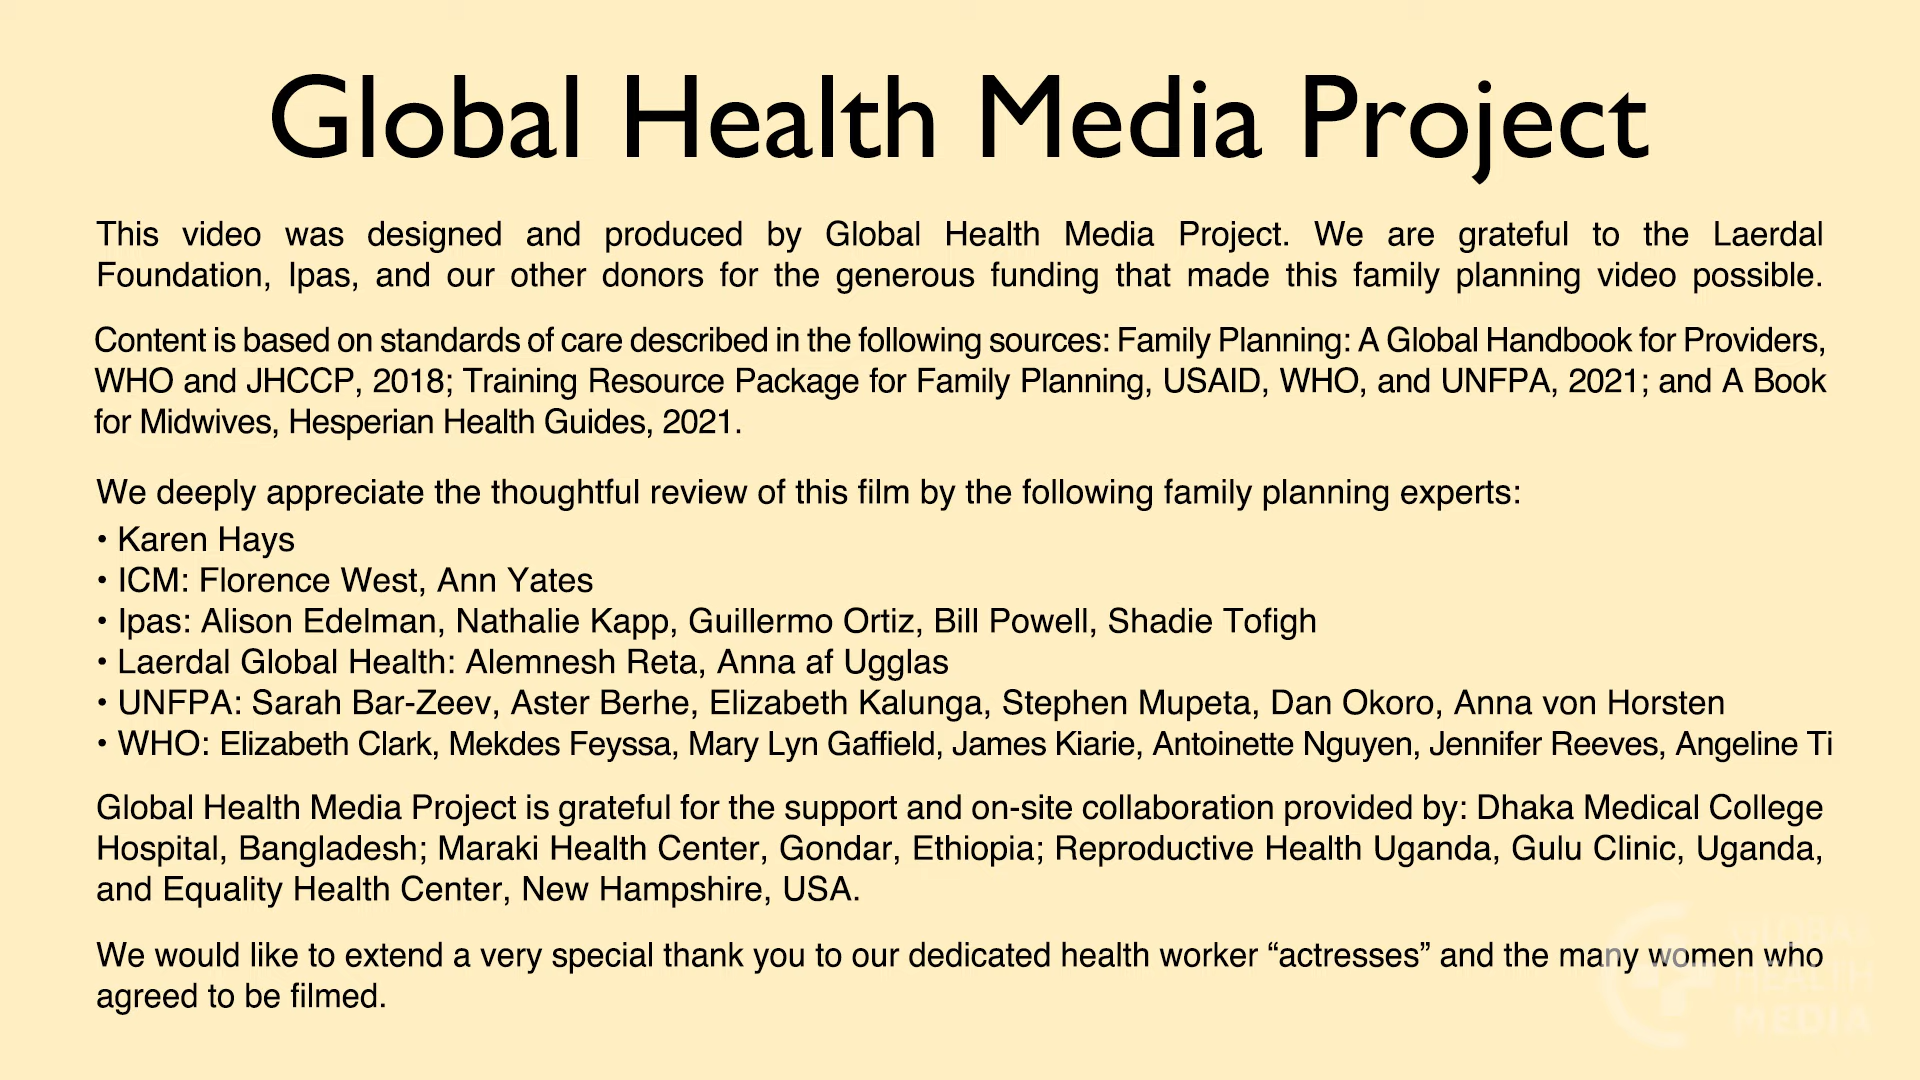 Global Health Media Project
This video was designed and produced by Global Health Media Project. We are grateful to the Laerdal
Foundation, Ipas, and our other donors for the generous funding that made this family planning video possible.
Content is based on standards of care described in the following sources: Family Planning: A Global Handbook for Providers,
WHO and JHCCP, 2018; Training Resource Package for Family Planning, USAID, WHO, and UNFPA, 2021; and A Book
for Midwives, Hesperian Health Guides, 2021.
We deeply appreciate the thoughtful review of this film by the following family planning experts:
• Karen Hays
• ICM: Florence West, Ann Yates
• Ipas: Alison Edelman, Nathalie Kapp, Guillermo Ortiz, Bill Powell, Shadie Tofigh
• Laerdal Global Health: Alemnesh Reta, Anna af Ugglas
• UNFPA: Sarah Bar-Zeev, Aster Berhe, Elizabeth Kalunga, Stephen Mupeta, Dan Okoro, Anna von Horsten
• WHO: Elizabeth Clark, Mekdes Feyssa, Mary Lyn Gaffield, James Kiarie, Antoinette Nguyen, Jennifer Reeves, Angeline Ti
Global Health Media Project is grateful for the support and on-site collaboration provided by: Dhaka Medical College
Hospital, Bangladesh; Maraki Health Center, Gondar, Ethiopia; Reproductive Health Uganda, Gulu Clinic, Uganda,
and Equality Health Center, New Hampshire, USA.
We would like to extend a very special thank you to our dedicated health worker “actresses” and the many women who
agreed to be filmed.
GLOBAL
HEALTH
MEDIA